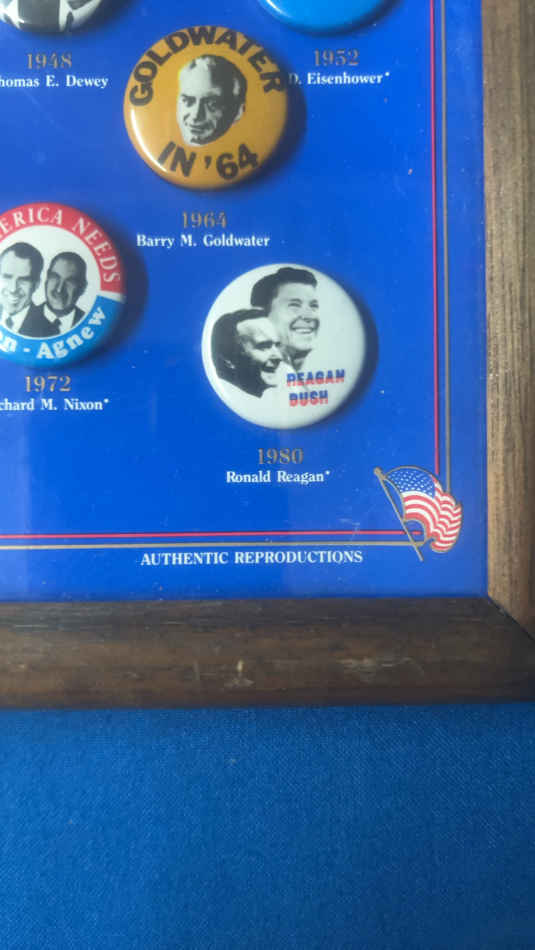 1948
homas E. Dewey
1952
D. Eisenhower*
GOLDWATER
IN '64
1964
Barry M. Goldwater
ERICA NEEDS
n - Agnew
1972
chard M. Nixon*
REAGAN
BUSH
1980
Ronald Reagan*
AUTHENTIC REPRODUCTIONS